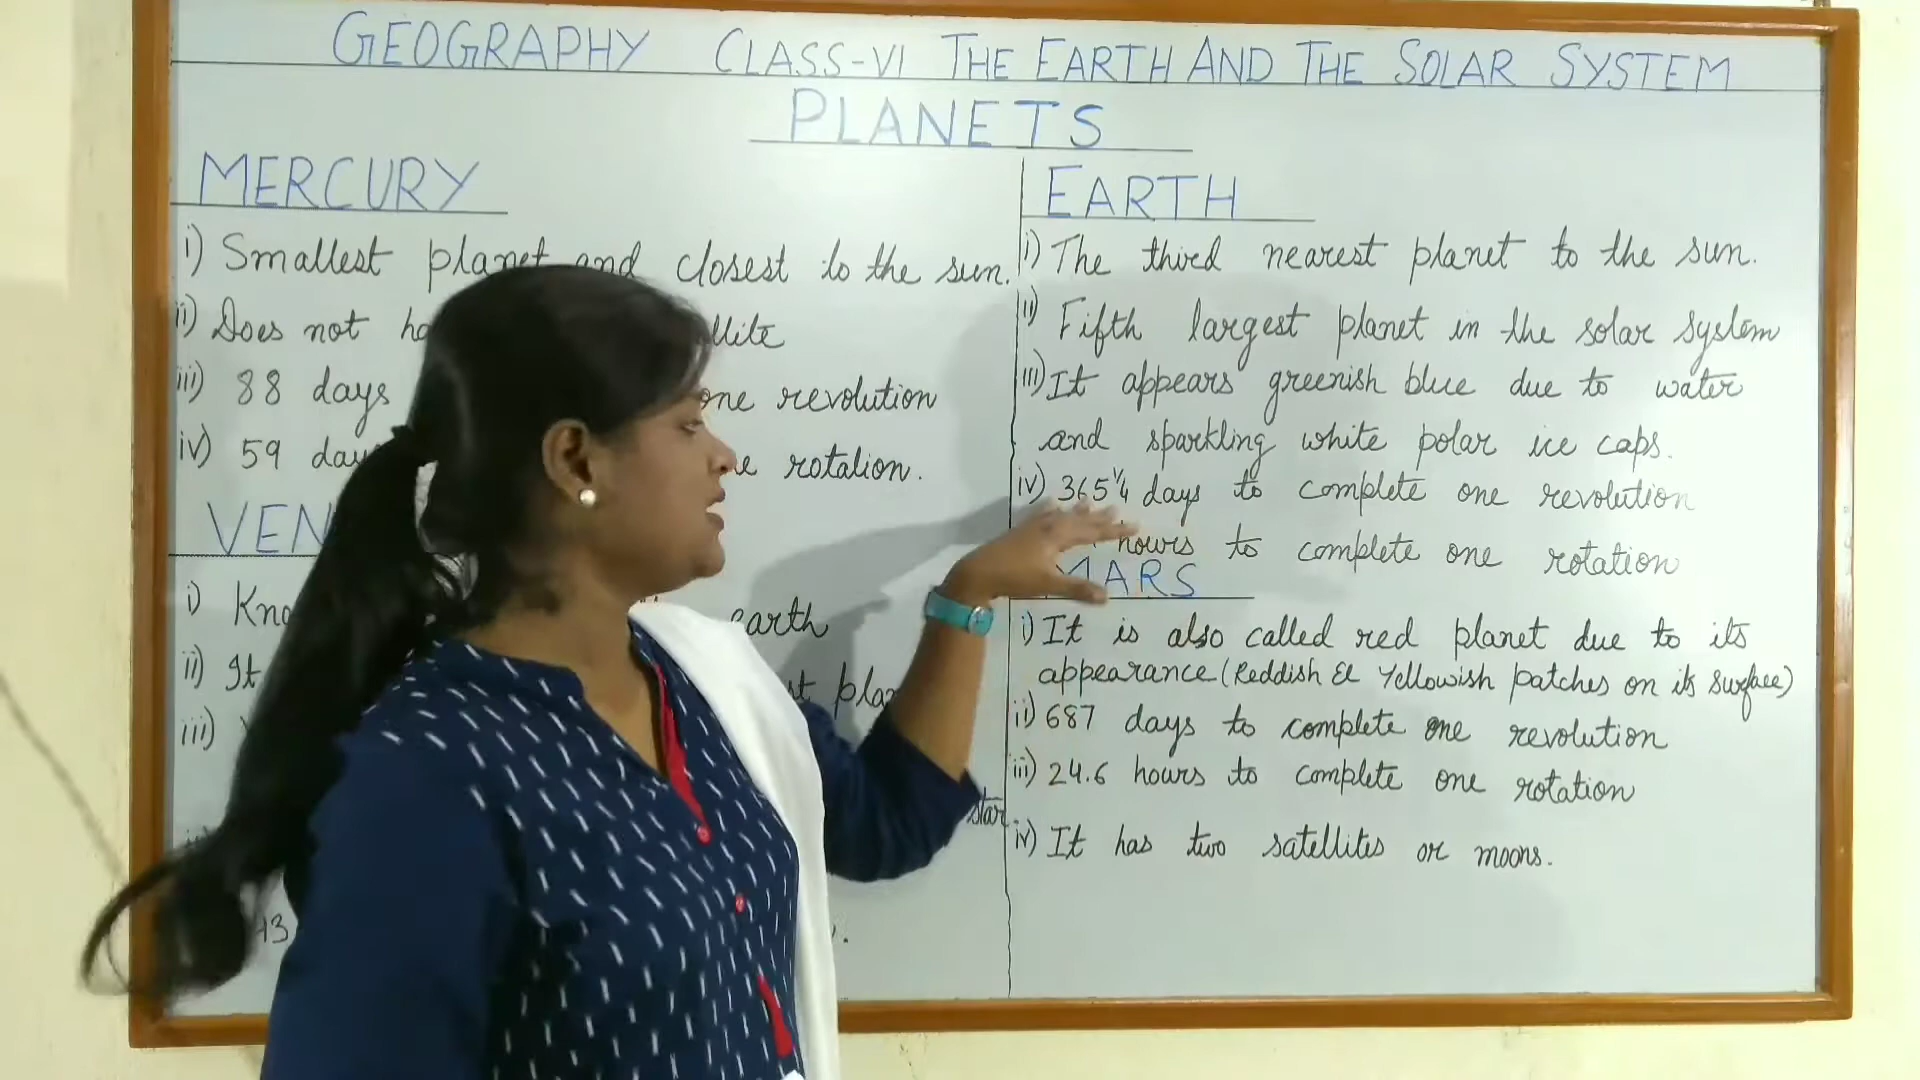 GEOGRAPHY CLASS-VI THE EARTH AND THE SOLAR SYSTEM
PLANETS
MERCURY
i) Smallest planet and closest to the sun.
ii) Does not
iii) 88 days one revolution
iv) 59 rotation.
i) earth
ii) It
iii)
star
EARTH
i) The third nearest planet to the sun.
ii) Fifth largest planet in the solar system
iii) It appears greenish blue due to water
and sparkling white polar ice caps.
iv) 365 1/4 days to complete one revolution
hours to complete one rotation
MARS
i) It is also called red planet due to its
appearance (Reddish & Yellowish patches on its surface)
ii) 687 days to complete one revolution
iii) 24.6 hours to complete one rotation
iv) It has two satellites or moons.